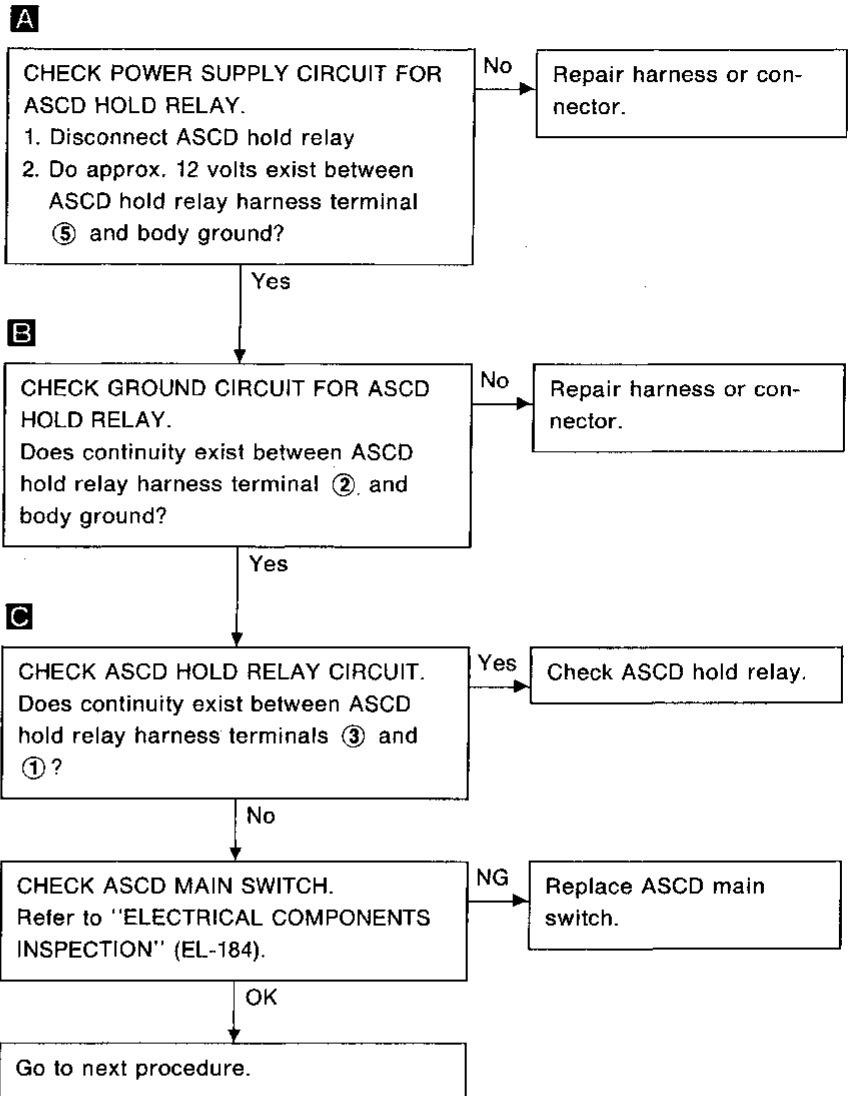 A
CHECK POWER SUPPLY CIRCUIT FOR
ASCD HOLD RELAY.
1. Disconnect ASCD hold relay
2. Do approx. 12 volts exist between
ASCD hold relay harness terminal
⑤ and body ground?
No
Repair harness or con-
nector.
Yes
B
CHECK GROUND CIRCUIT FOR ASCD
HOLD RELAY.
Does continuity exist between ASCD
hold relay harness terminal ② and
body ground?
No
Repair harness or con-
nector.
Yes
C
CHECK ASCD HOLD RELAY CIRCUIT.
Does continuity exist between ASCD
hold relay harness terminals ③ and
①?
Yes
Check ASCD hold relay.
No
CHECK ASCD MAIN SWITCH.
Refer to "ELECTRICAL COMPONENTS
INSPECTION" (EL-184).
NG
Replace ASCD main
switch.
OK
Go to next procedure.